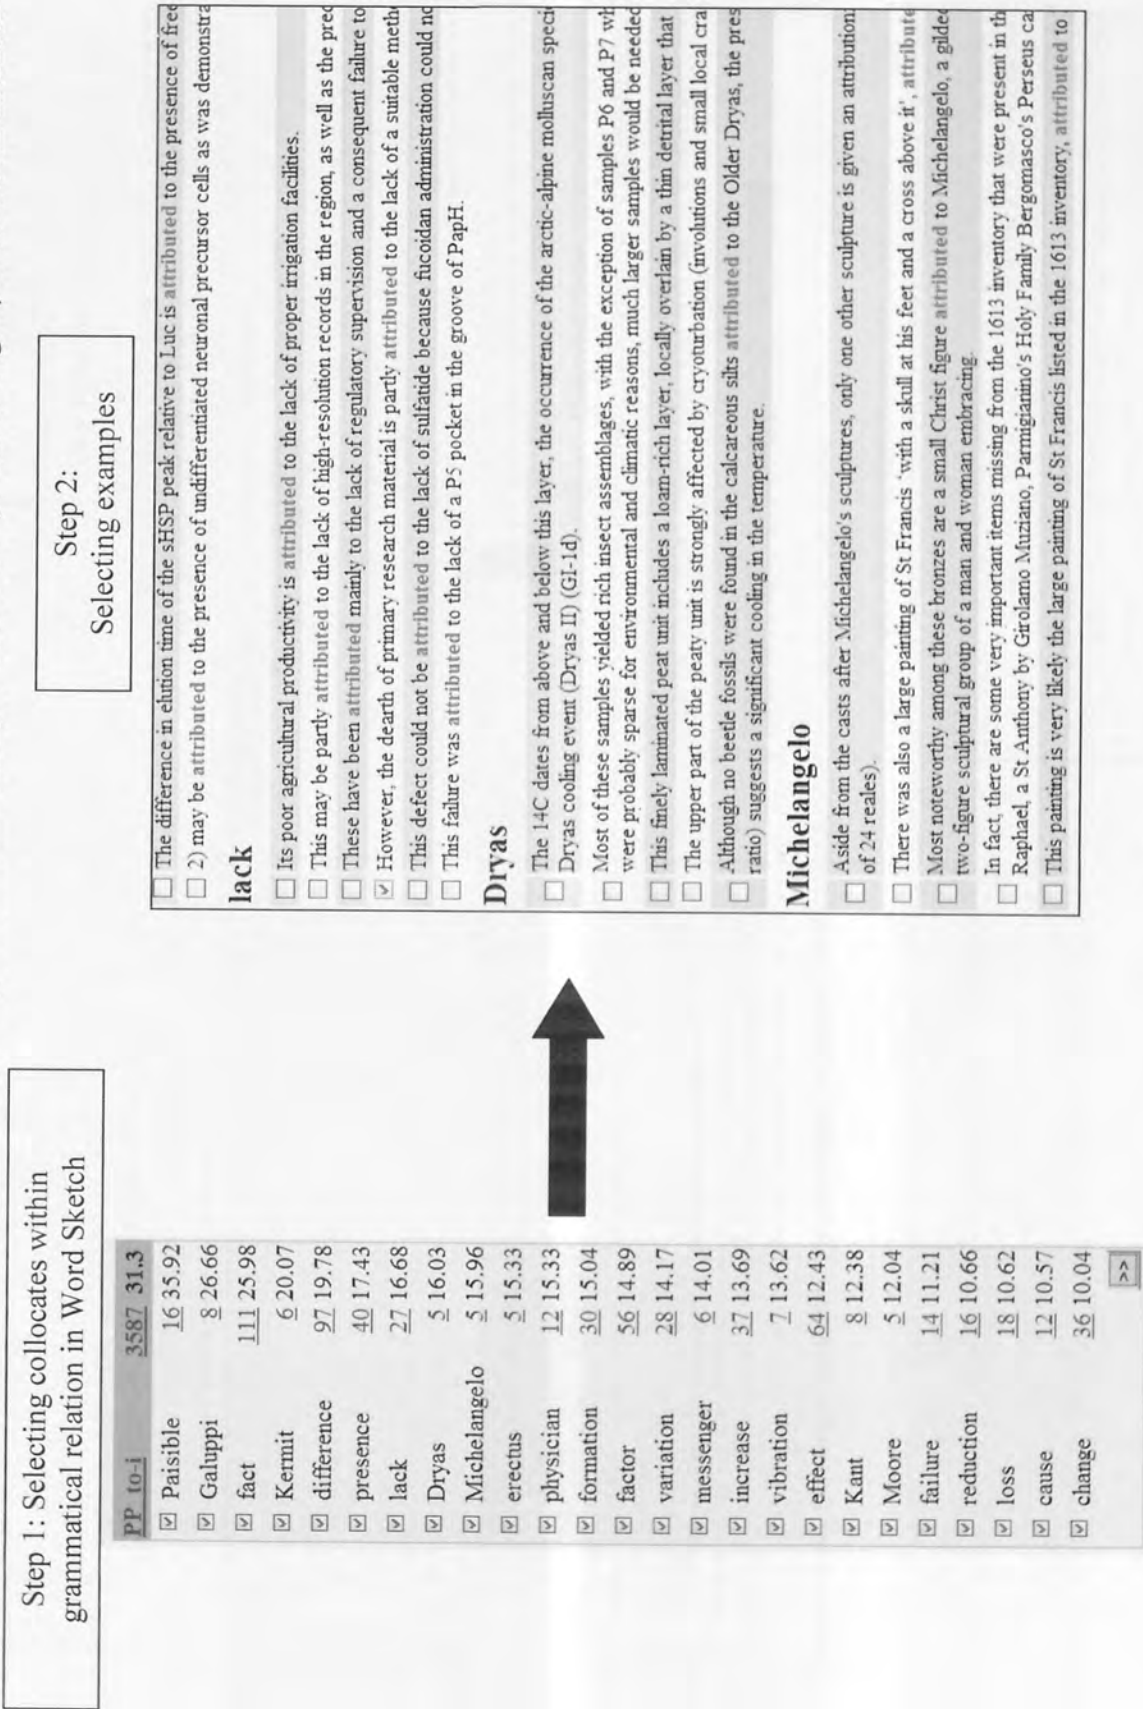 Step 1: Selecting collocates within
grammatical relation in Word Sketch
PP to-i 3587 31.3
Paisible 16 35.92
Galuppi 8 26.66
fact 111 25.98
Kermit 6 20.07
difference 97 19.78
presence 40 17.43
lack 27 16.68
Dryas 5 16.03
Michelangelo 5 15.96
erectus 5 15.33
physician 12 15.33
formation 30 15.04
factor 56 14.89
variation 28 14.17
messenger 6 14.01
increase 37 13.69
vibration 7 13.62
effect 64 12.43
Kant 8 12.38
Moore 5 12.04
failure 14 11.21
reduction 16 10.66
loss 18 10.62
cause 12 10.57
change 36 10.04
>>
Step 2:
Selecting examples
The difference in elution time of the sHSP peak relative to Luc is attributed to the presence of free
2) may be attributed to the presence of undifferentiated neuronal precursor cells as was demonstra
lack
Its poor agricultural productivity is attributed to the lack of proper irrigation facilities.
This may be partly attributed to the lack of high-resolution records in the region, as well as the pred
These have been attributed mainly to the lack of regulatory supervision and a consequent failure to
However, the dearth of primary research material is partly attributed to the lack of a suitable meth
This defect could not be attributed to the lack of sulfatide because fucoidan administration could no
This failure was attributed to the lack of a P5 pocket in the groove of PapH.
Dryas
The 14C dates from above and below this layer, the occurrence of the arctic-alpine molluscan speci
Dryas cooling event (Dryas II) (GI-1d).
Most of these samples yielded rich insect assemblages, with the exception of samples P6 and P7 wh
were probably sparse for environmental and climatic reasons, much larger samples would be needed
This finely laminated peat unit includes a loam-rich layer, locally overlain by a thin detrital layer that
The upper part of the peaty unit is strongly affected by cryoturbation (involutions and small local cra
Although no beetle fossils were found in the calcareous silts attributed to the Older Dryas, the pres
ratio) suggests a significant cooling in the temperature.
Michelangelo
Aside from the casts after Michelangelo's sculptures, only one other sculpture is given an attribution:
of 24 reales).
There was also a large painting of St Francis 'with a skull at his feet and a cross above it', attribute
Most noteworthy among these bronzes are a small Christ figure attributed to Michelangelo, a gilded
two-figure sculptural group of a man and woman embracing.
In fact, there are some very important items missing from the 1613 inventory that were present in th
Raphael, a St Anthony by Girolamo Muziano, Parmigianino's Holy Family Bergomasco's Perseus ca
This painting is very likely the large painting of St Francis listed in the 1613 inventory, attributed to